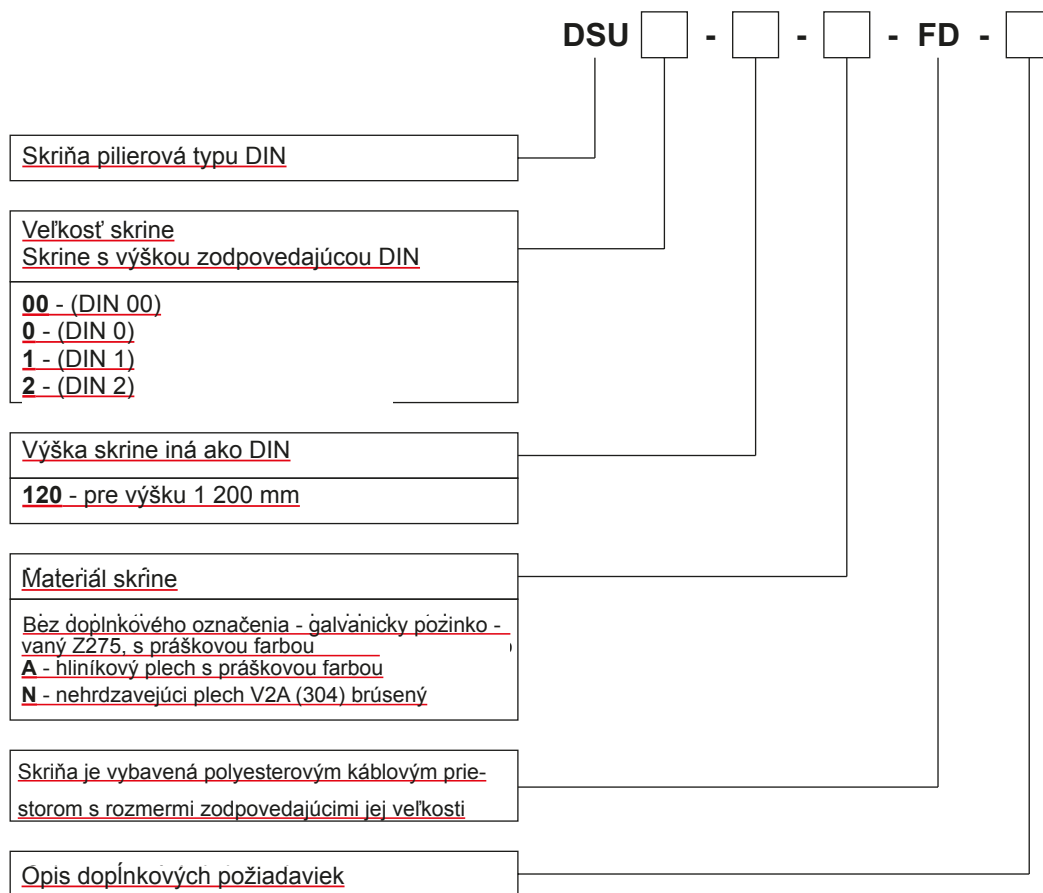 DSU - - - FD -
Skriňa pilierová typu DIN
Veľkosť skrine
Skrine s výškou zodpovedajúcou DIN
00 - (DIN 00)
0 - (DIN 0)
1 - (DIN 1)
2 - (DIN 2)
Výška skrine iná ako DIN
120 - pre výšku 1 200 mm
Materiál skrine
Bez doplnkového označenia - galvanicky pozinko -
vaný Z275, s práškovou farbou
A - hliníkový plech s práškovou farbou
N - nehrdzavejúci plech V2A (304) brúsený
Skriňa je vybavená polyesterovým káblovým prie-
storom s rozmermi zodpovedajúcimi jej veľkosti
Opis dopĺnkových požiadaviek